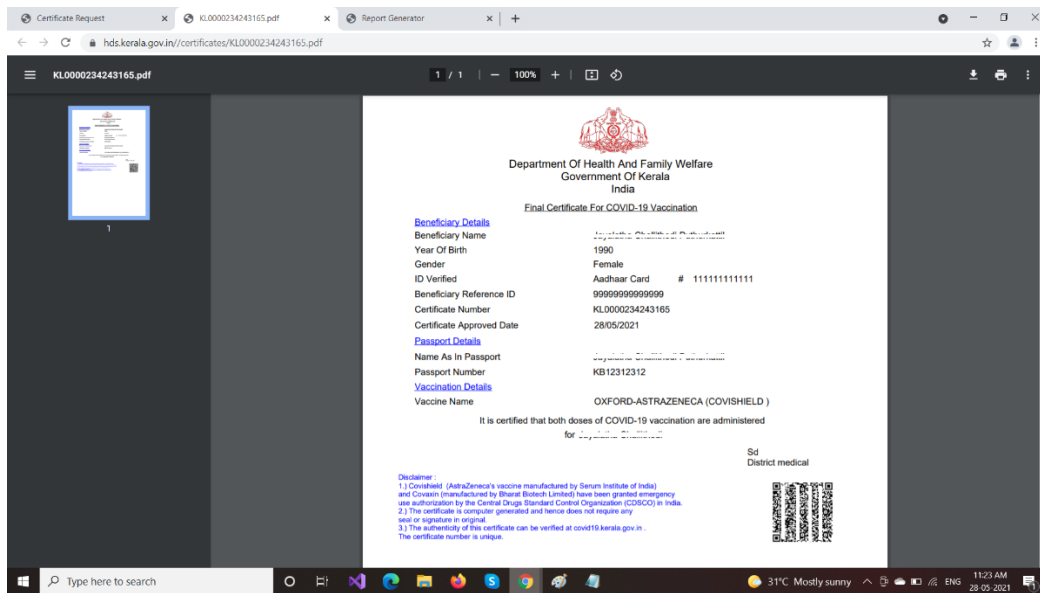 Certificate Request
KL0000234243165.pdf
Report Generator
hds.kerala.gov.in//certificates/KL0000234243165.pdf
KL0000234243165.pdf
1 / 1
100%
1
Department Of Health And Family Welfare
Government Of Kerala
India
Final Certificate For COVID-19 Vaccination
Beneficiary Details
Beneficiary Name
Year Of Birth 1990
Gender Female
ID Verified Aadhaar Card # 111111111111
Beneficiary Reference ID 99999999999999
Certificate Number KL0000234243165
Certificate Approved Date 28/05/2021
Passport Details
Name As In Passport
Passport Number KB12312312
Vaccination Details
Vaccine Name OXFORD-ASTRAZENECA (COVISHIELD )
It is certified that both doses of COVID-19 vaccination are administered
for
Sd
District medical
Disclaimer :
1.) Covishield (AstraZeneca's vaccine manufactured by Serum Institute of India)
and Covaxin (manufactured by Bharat Biotech Limited) have been granted emergency
use authorization by the Central Drugs Standard Control Organization (CDSCO) in India.
2.) The certificate is computer generated and hence does not require any
seal or signature in original.
3.) The authenticity of this certificate can be verified at covid19.kerala.gov.in .
The certificate number is unique.
Type here to search
31°C Mostly sunny
ENG
11:23 AM
28-05-2021